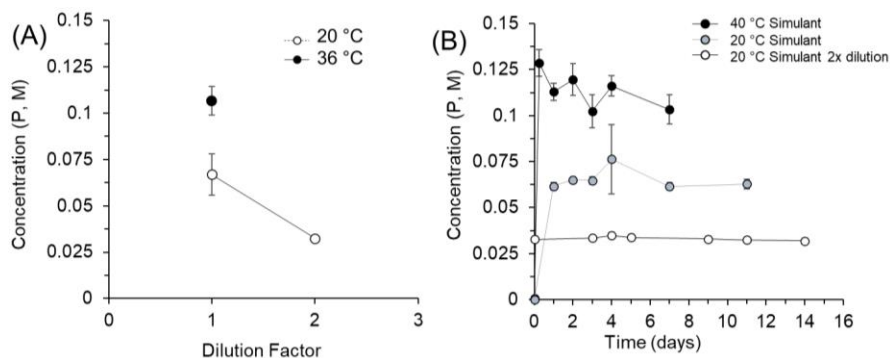 (A)
20 °C
36 °C
0.15
0.125
0.1
0.075
0.05
0.025
0
Concentration (P, M)
0 1 2 3
Dilution Factor
(B)
40 °C Simulant
20 °C Simulant
20 °C Simulant 2x dilution
0.15
0.125
0.1
0.075
0.05
0.025
0
Concentration (P, M)
0 2 4 6 8 10 12 14 16
Time (days)